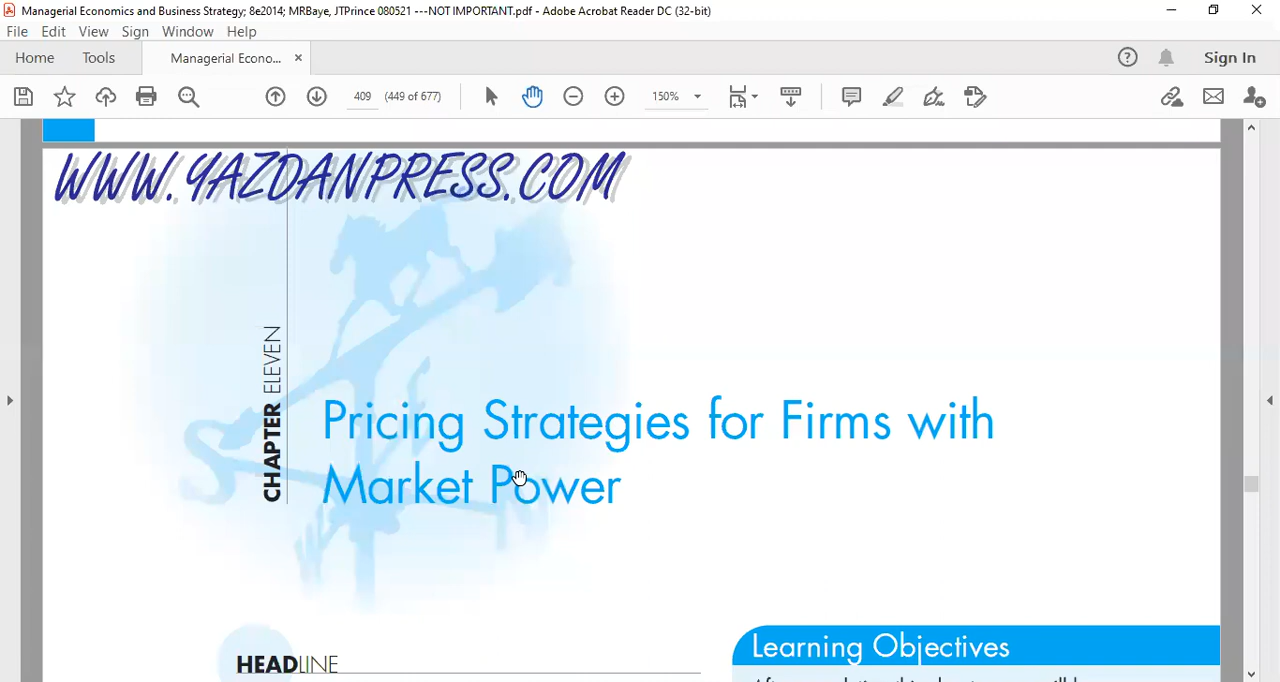 Managerial Economics and Business Strategy; 8e2014; MRBaye, JTPrince 080521 ---NOT IMPORTANT.pdf - Adobe Acrobat Reader DC (32-bit)
File Edit View Sign Window Help
Home Tools Managerial Econo... × Sign In
409 (449 of 677) 150%
WWW.YAZDANPRESS.COM
CHAPTER ELEVEN
Pricing Strategies for Firms with
Market Power
HEADLINE
Learning Objectives